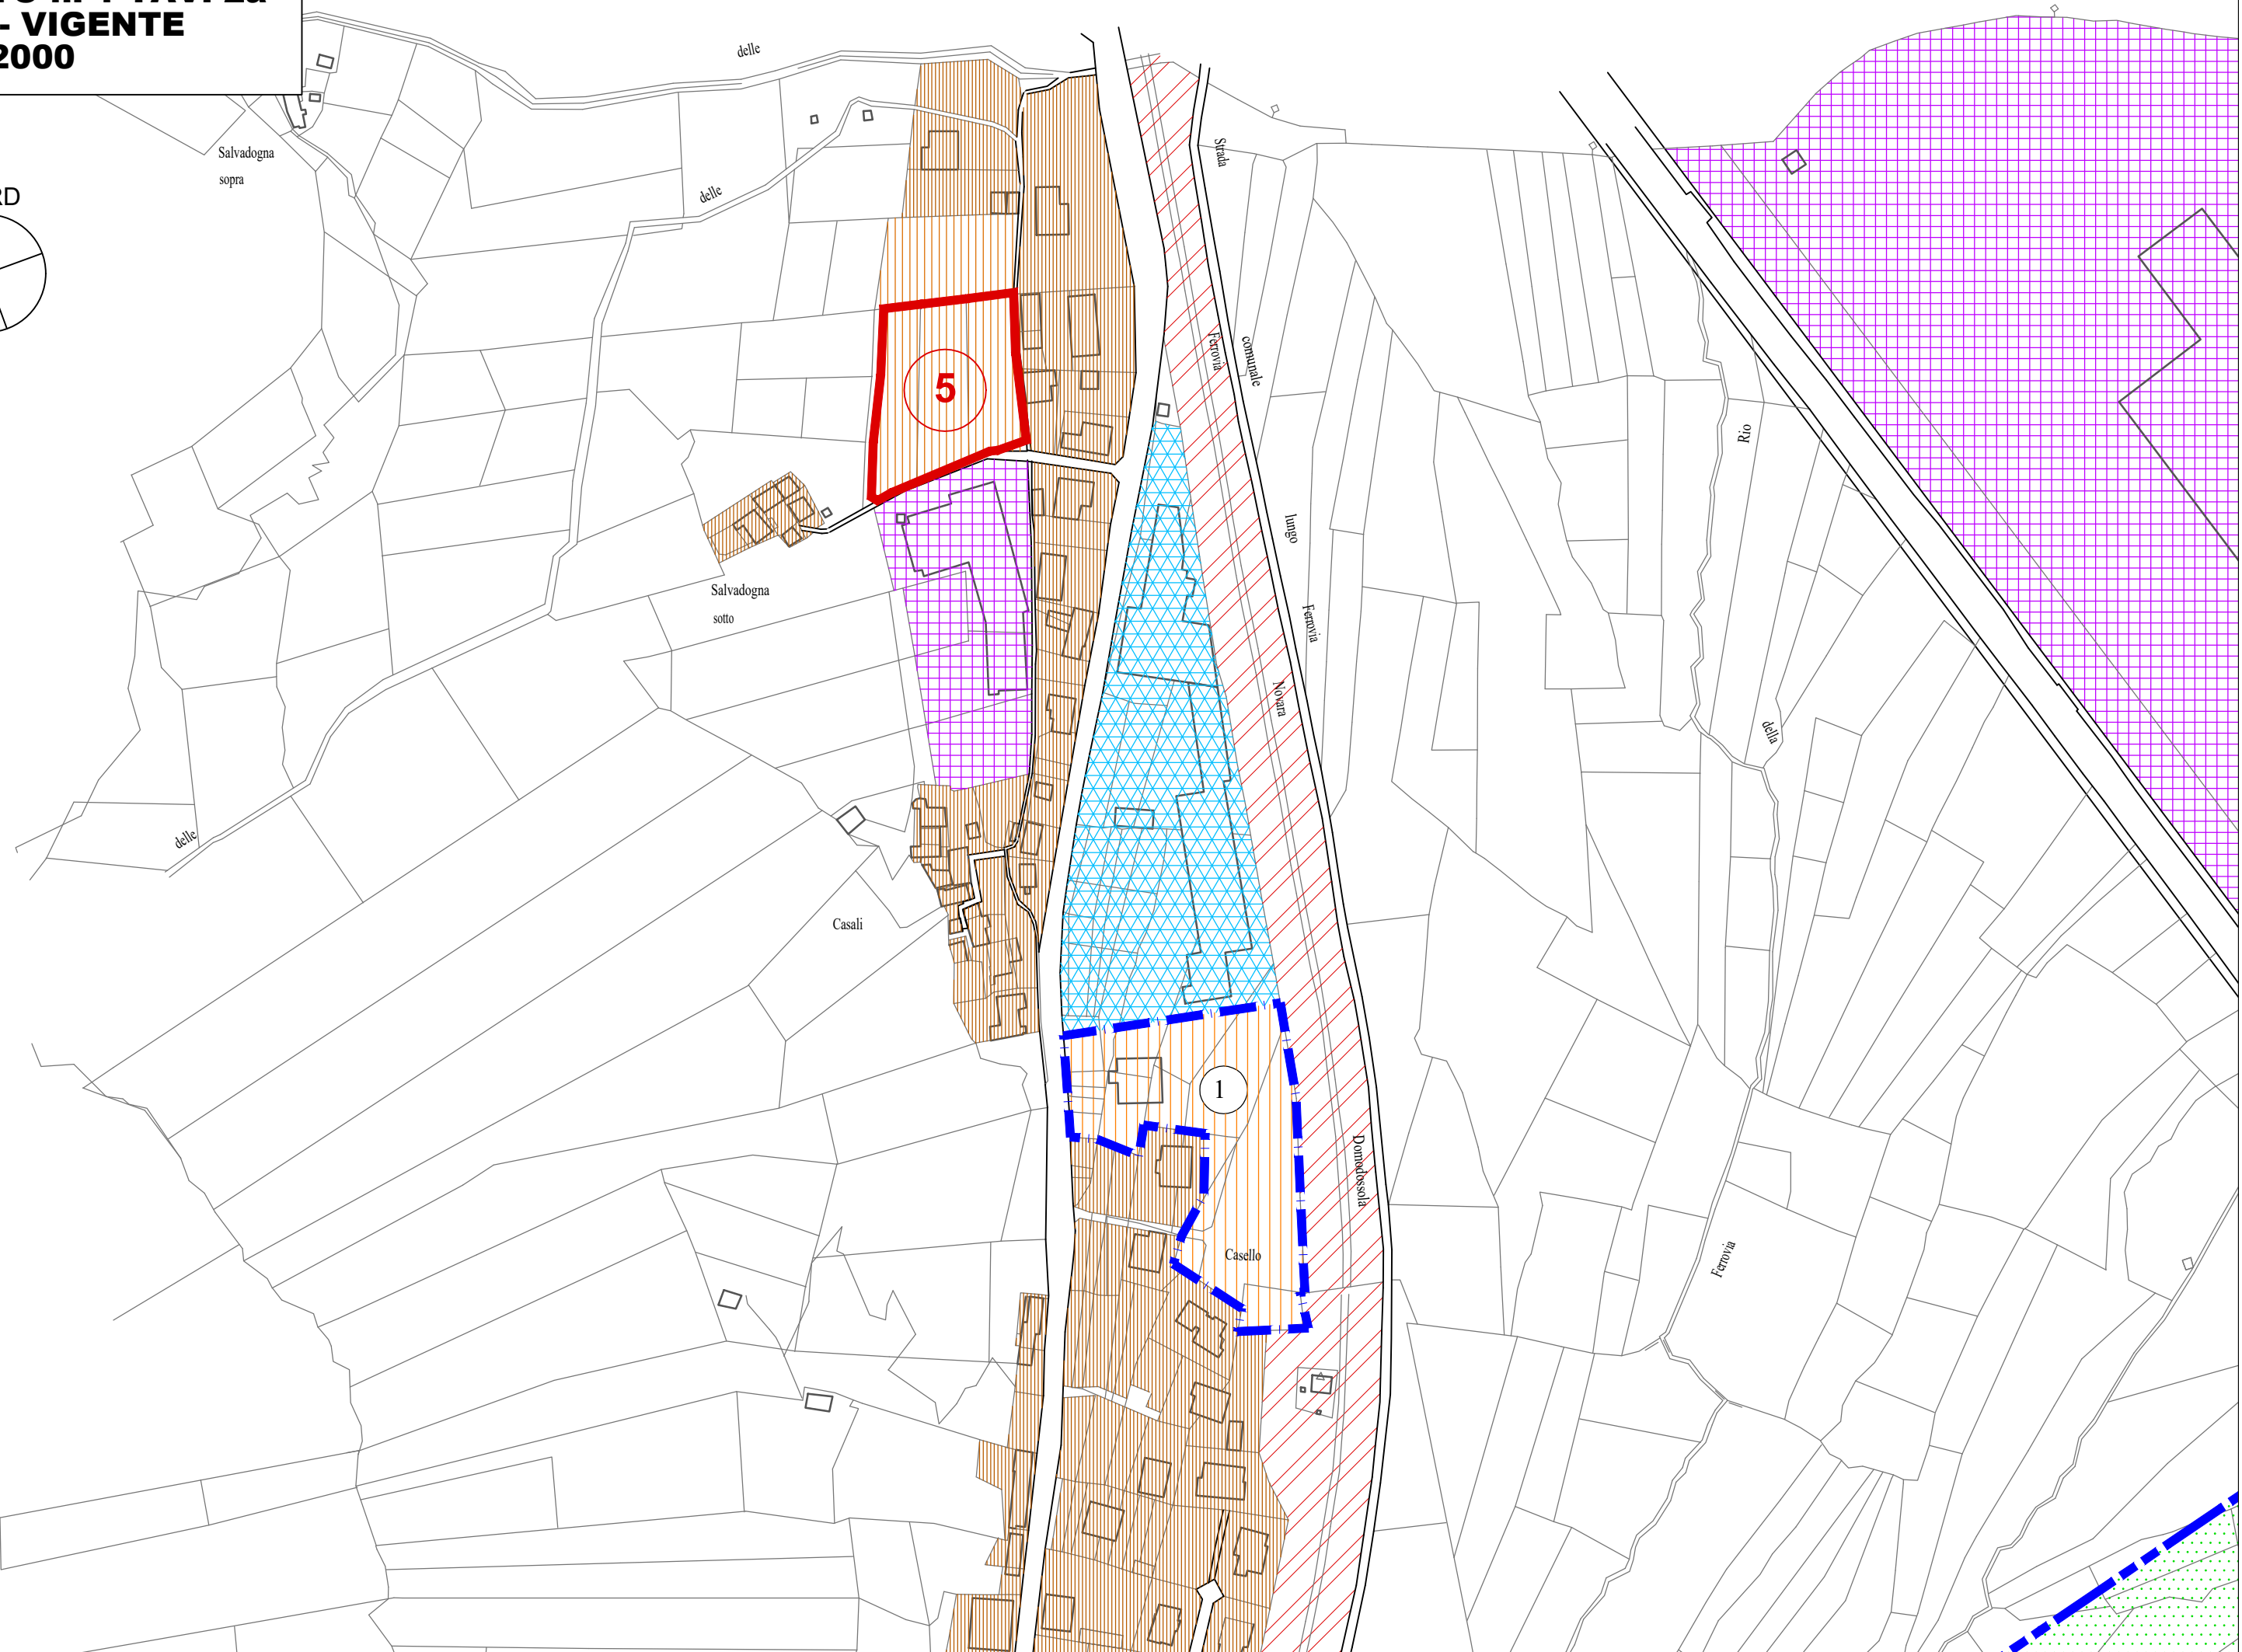 - VIGENTE
2000
delle
Salvadogna
sopra
delle
Strada
5
Ferrovia
comunale
Rio
lungo
Salvadogna
sotto
Ferrovia
Novara
della
delle
Casali
1
Domodossola
Casello
Ferrovia